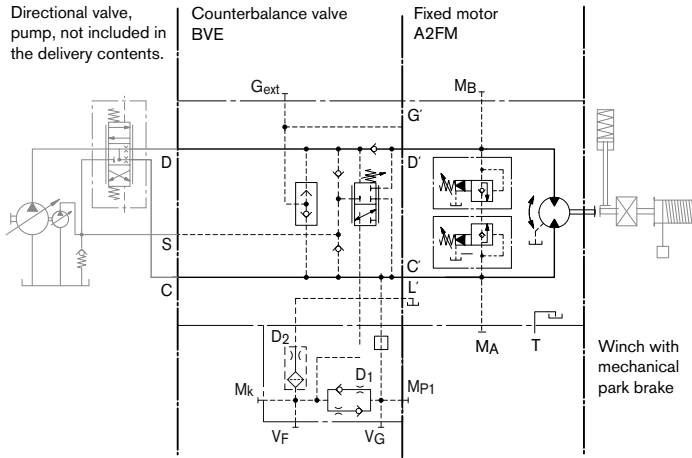 Directional valve,
pump, not included in
the delivery contents.
Counterbalance valve
BVE
Fixed motor
A2FM
Gext
MB
G′
D
D′
S
C′
C
L′
D2
MA
T
Winch with
mechanical
park brake
D1
Mk
MP1
VF
VG